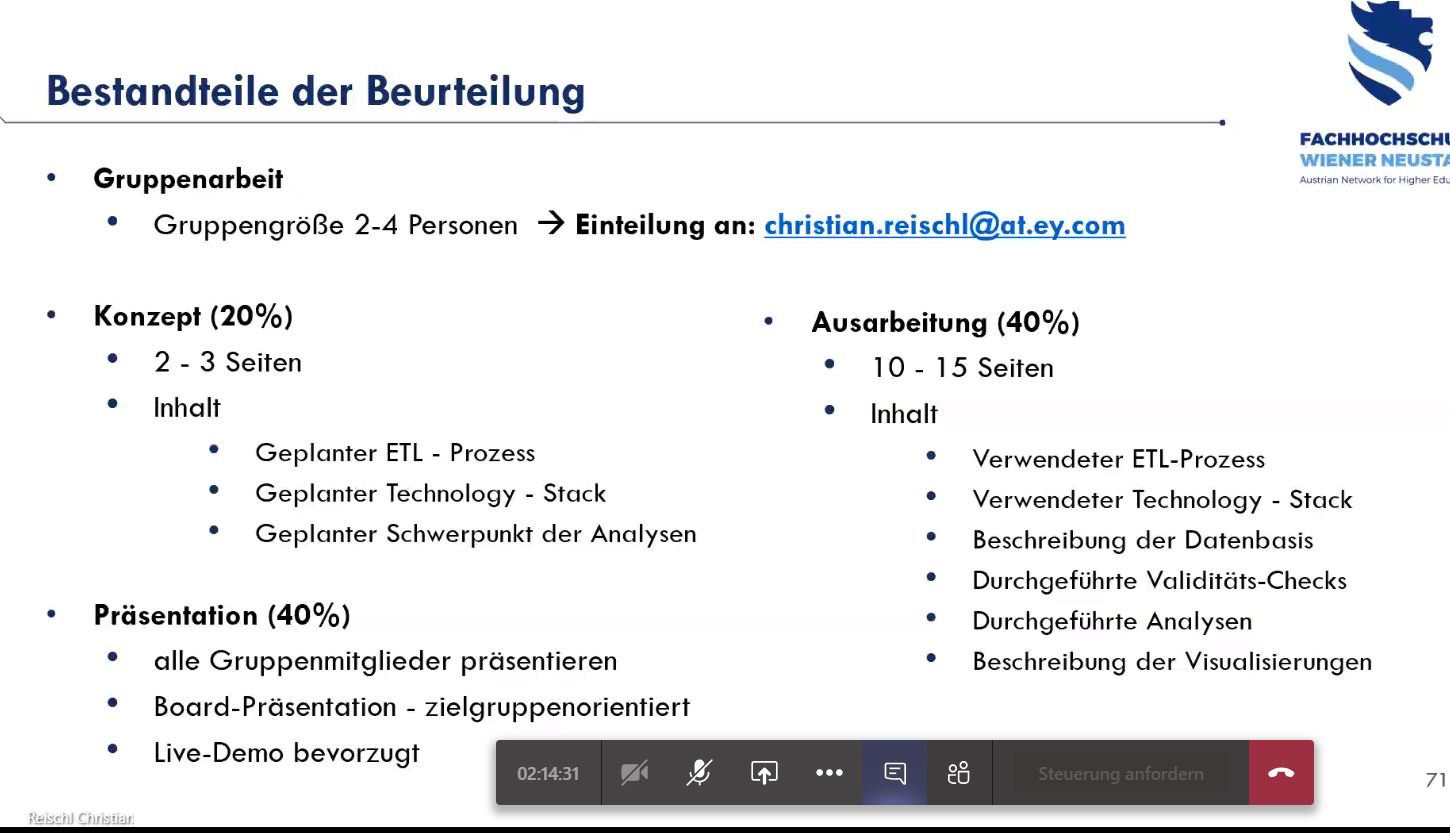 Bestandteile der Beurteilung
FACHHOCHSCHU
WIENER NEUSTA
Austrian Network for Higher Edu
• Gruppenarbeit
• Gruppengröße 2-4 Personen → Einteilung an: christian.reischl@at.ey.com
• Konzept (20%)
• 2 - 3 Seiten
• Inhalt
• Geplanter ETL - Prozess
• Geplanter Technology - Stack
• Geplanter Schwerpunkt der Analysen
• Präsentation (40%)
• alle Gruppenmitglieder präsentieren
• Board-Präsentation - zielgruppenorientiert
• Live-Demo bevorzugt
• Ausarbeitung (40%)
• 10 - 15 Seiten
• Inhalt
• Verwendeter ETL-Prozess
• Verwendeter Technology - Stack
• Beschreibung der Datenbasis
• Durchgeführte Validitäts-Checks
• Durchgeführte Analysen
• Beschreibung der Visualisierungen
02:14:31
Steuerung anfordern
71
Reischl Christian